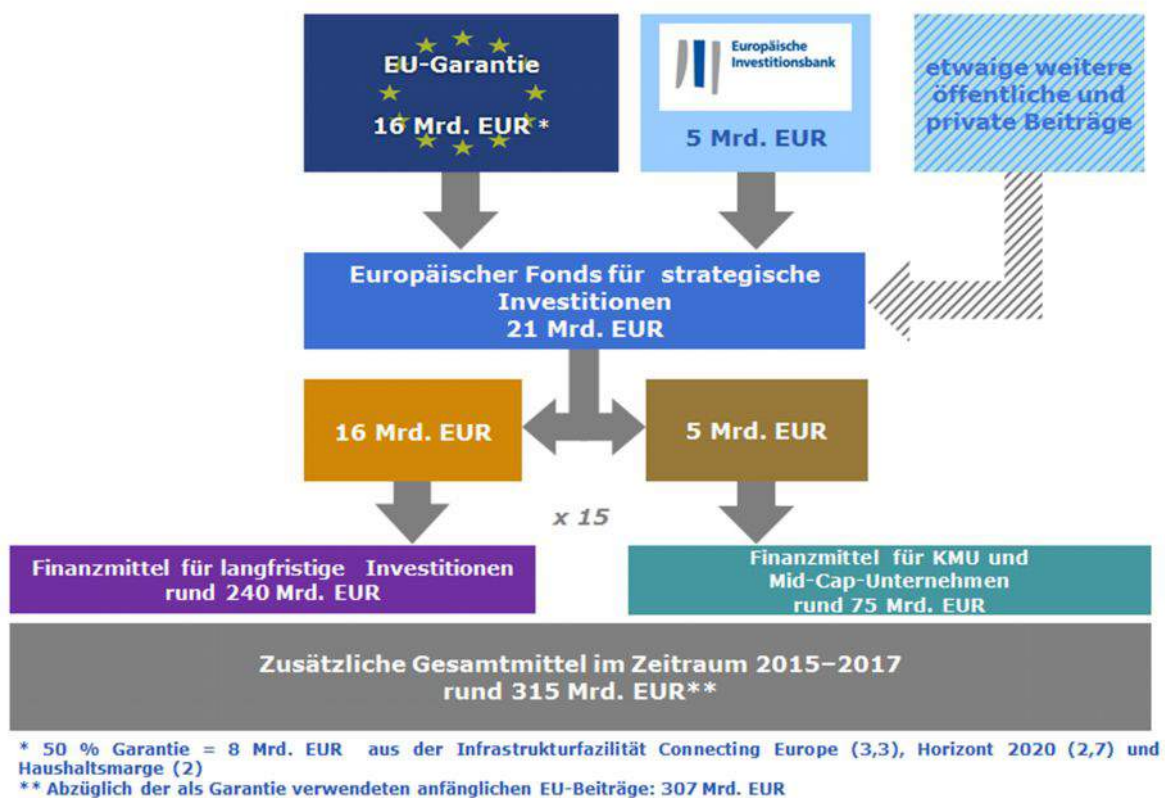 EU-Garantie
16 Mrd. EUR *
Europäische
Investitionsbank
5 Mrd. EUR
etwaige weitere
öffentliche und
private Beiträge
Europäischer Fonds für strategische
Investitionen
21 Mrd. EUR
16 Mrd. EUR
5 Mrd. EUR
x 15
Finanzmittel für langfristige Investitionen
rund 240 Mrd. EUR
Finanzmittel für KMU und
Mid-Cap-Unternehmen
rund 75 Mrd. EUR
Zusätzliche Gesamtmittel im Zeitraum 2015–2017
rund 315 Mrd. EUR**
* 50 % Garantie = 8 Mrd. EUR aus der Infrastrukturfazilität Connecting Europe (3,3), Horizont 2020 (2,7) und
Haushaltsmarge (2)
** Abzüglich der als Garantie verwendeten anfänglichen EU-Beiträge: 307 Mrd. EUR